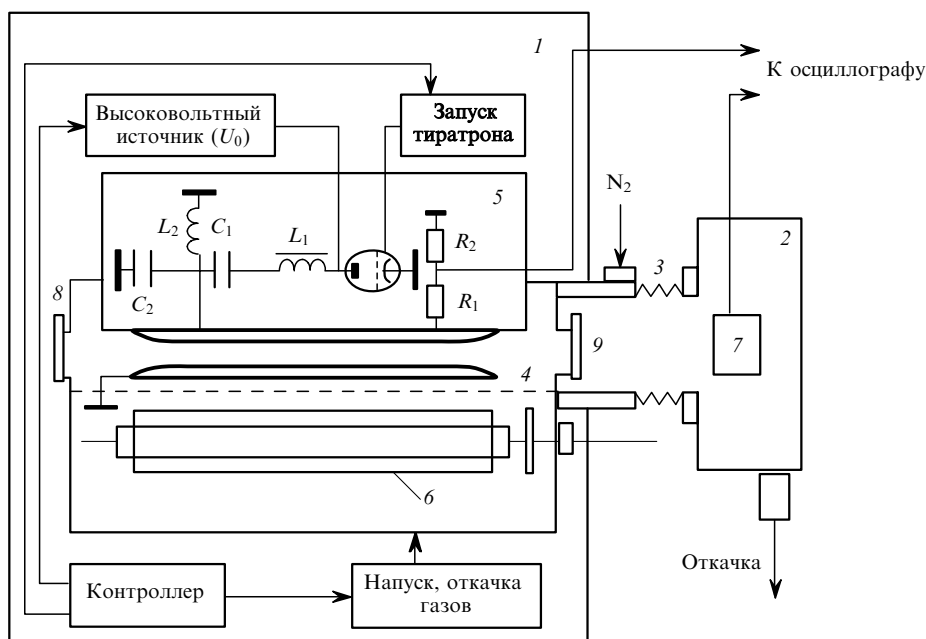 1
К осциллографу
Высоковольтный
источник (U0)
Запуск
тиратрона
N2
5
2
L2
C1
L1
R2
3
8
C2
R1
9
7
4
6
Откачка
Контроллер
Напуск, откачка
газов